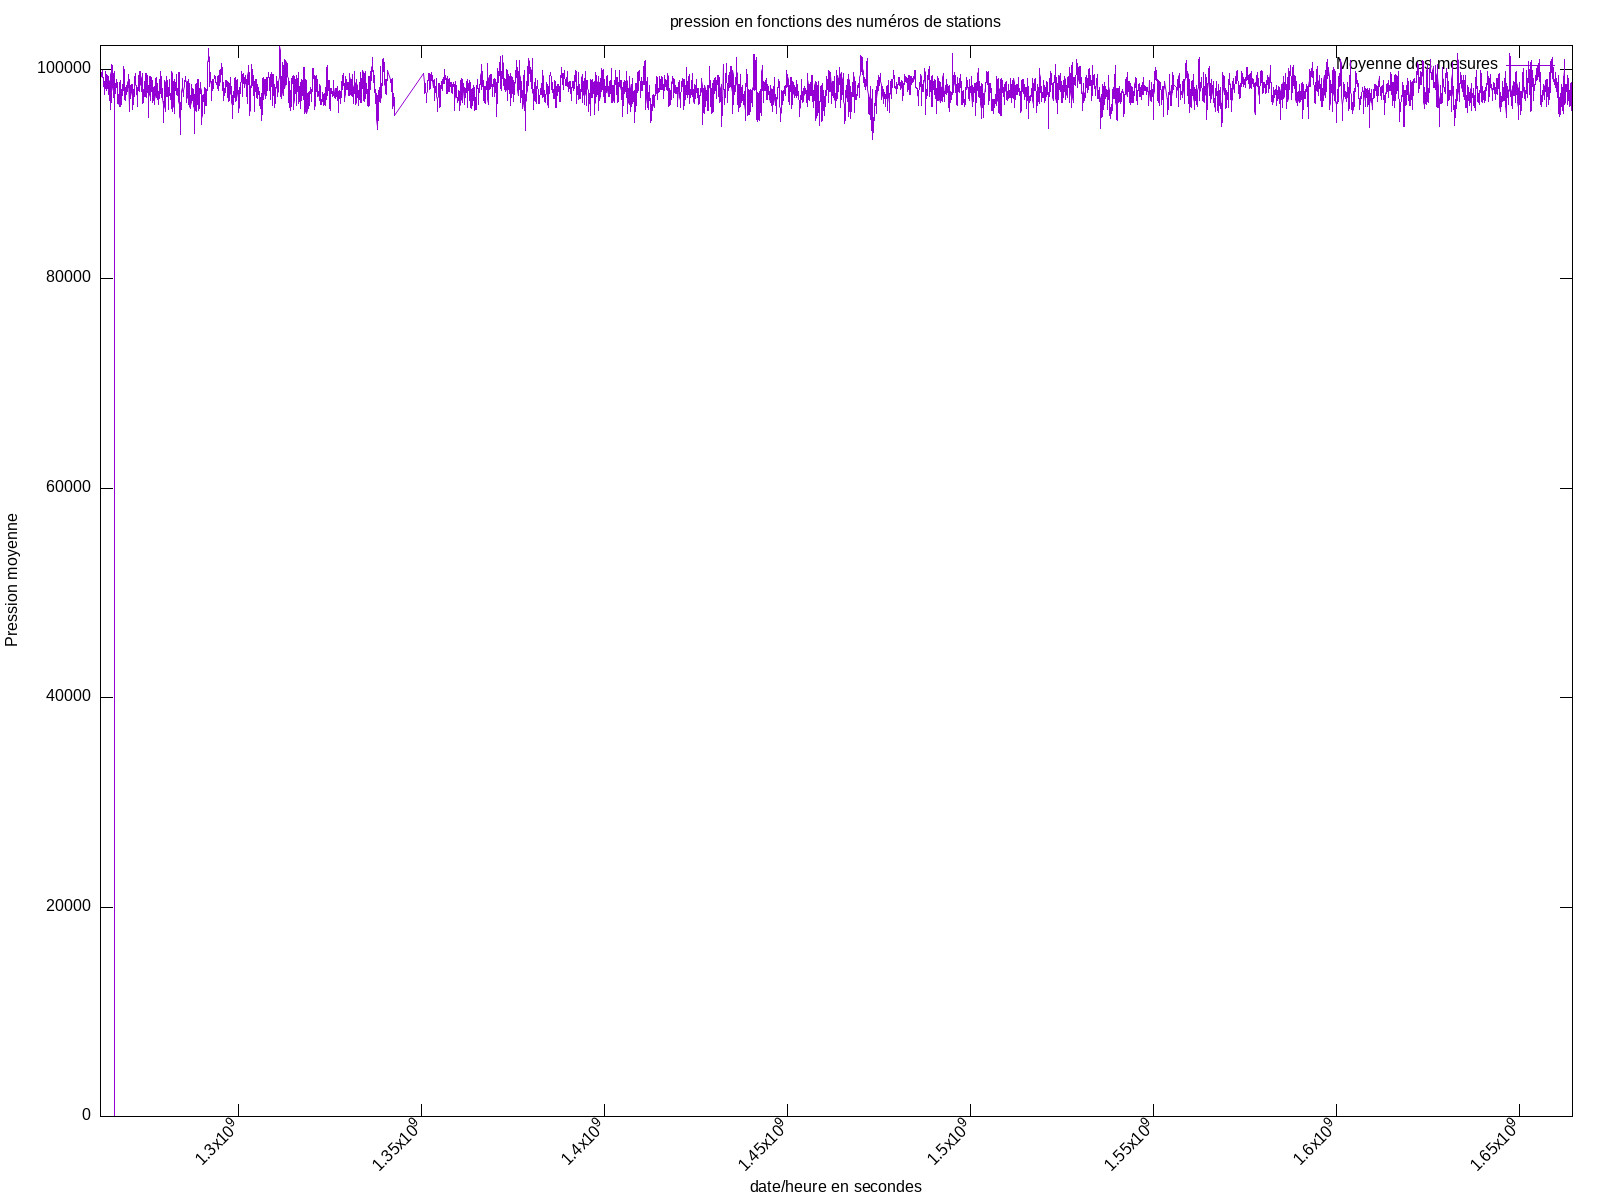 pression en fonctions des numéros de stations
Moyenne des mesures
100000
80000
60000
40000
20000
0
Pression moyenne
1.3x10⁹
1.35x10⁹
1.4x10⁹
1.45x10⁹
1.5x10⁹
1.55x10⁹
1.6x10⁹
1.65x10⁹
date/heure en secondes